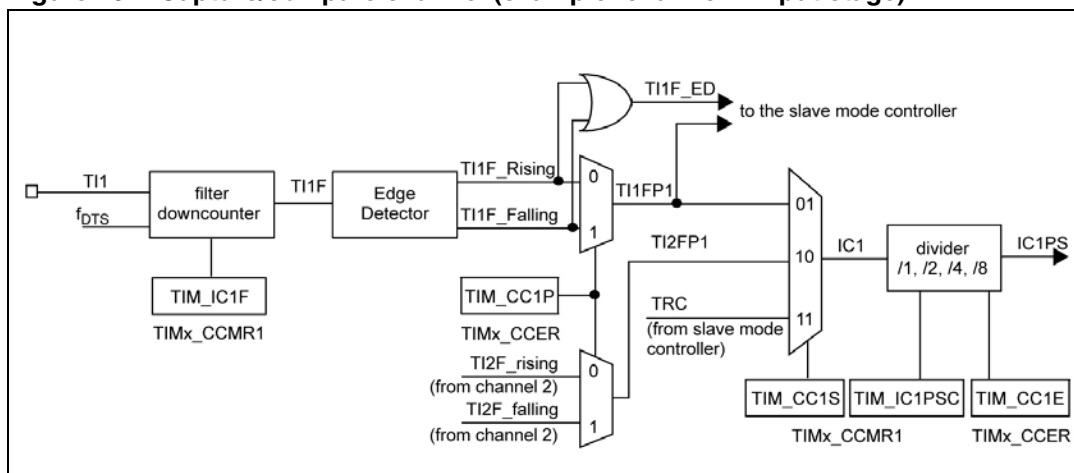 TI1F_ED
to the slave mode controller
TI1
fDTS
filter
downcounter
TI1F
Edge
Detector
TI1F_Rising
TI1F_Falling
0
1
TI1FP1
TI2FP1
TRC
(from slave mode
controller)
01
10
11
IC1
divider
/1, /2, /4, /8
IC1PS
TIM_IC1F
TIMx_CCMR1
TIM_CC1P
TIMx_CCER
TI2F_rising
(from channel 2)
TI2F_falling
(from channel 2)
0
1
TIM_CC1S
TIM_IC1PSC
TIM_CC1E
TIMx_CCMR1
TIMx_CCER